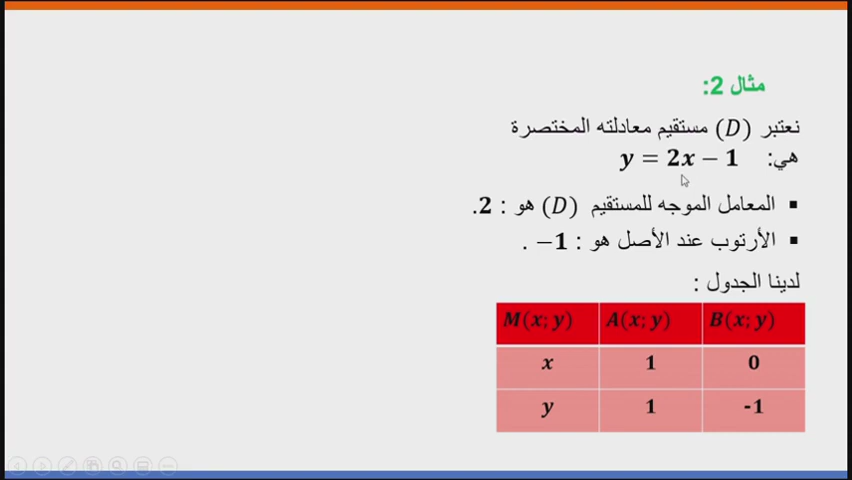 مثال 2:
نعتبر (D) مستقيم معادلته المختصرة
هي: y = 2x − 1
▪ المعامل الموجه للمستقيم (D) هو : 2.
▪ الأرتوب عند الأصل هو : −1 .
لدينا الجدول :
M(x; y) A(x; y) B(x; y)
x 1 0
y 1 -1